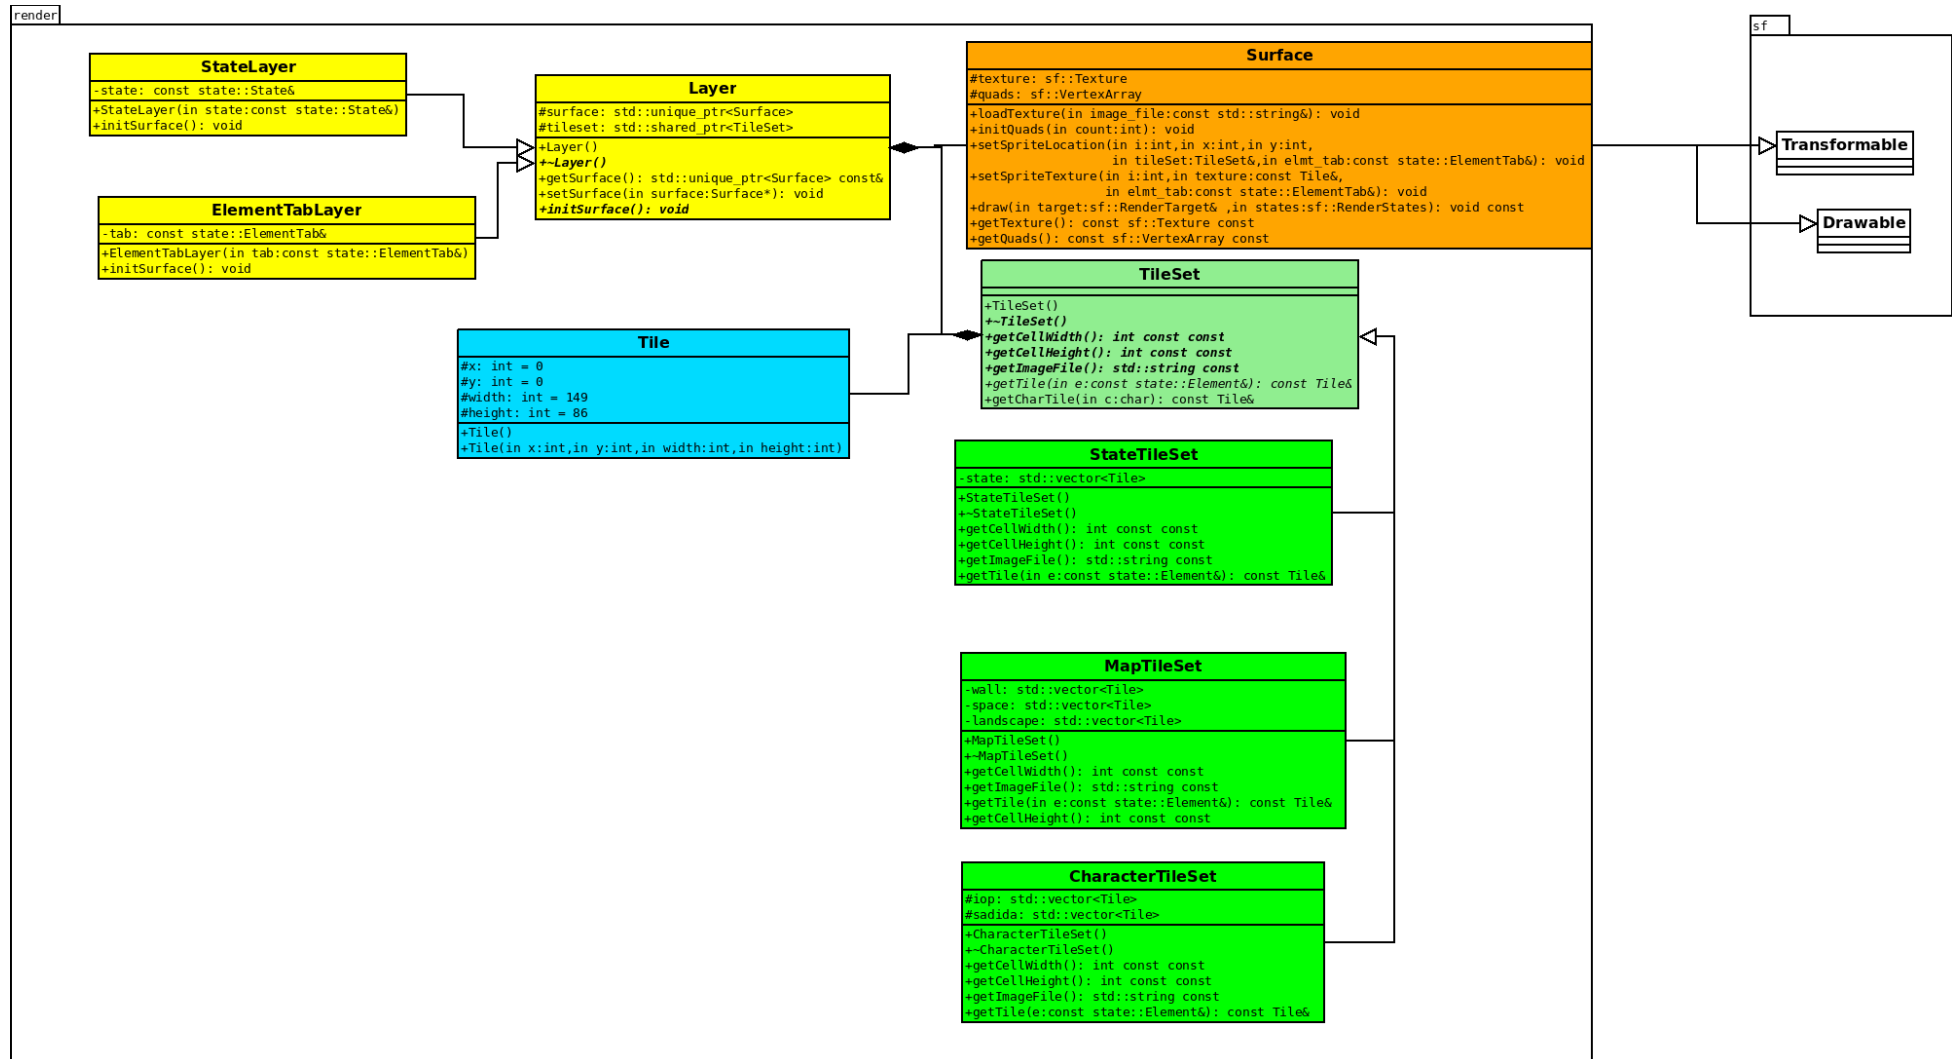 render
StateLayer
-state: const state::State&
+StateLayer(in state:const state::State&)
+initSurface(): void
ElementTabLayer
-tab: const state::ElementTab&
+ElementTabLayer(in tab:const state::ElementTab&)
+initSurface(): void
Layer
#surface: std::unique_ptr<Surface>
#tileset: std::shared_ptr<TileSet>
+Layer()
+~Layer()
+getSurface(): std::unique_ptr<Surface> const&
+setSurface(in surface:Surface*): void
+initSurface(): void
Surface
#texture: sf::Texture
#quads: sf::VertexArray
+loadTexture(in image_file:const std::string&): void
+initQuads(in count:int): void
+setSpriteLocation(in i:int,in x:int,in y:int,
in tileSet:TileSet&,in elmt_tab:const state::ElementTab&): void
+setSpriteTexture(in i:int,in texture:const Tile&,
in elmt_tab:const state::ElementTab&): void
+draw(in target:sf::RenderTarget& ,in states:sf::RenderStates): void const
+getTexture(): const sf::Texture const
+getQuads(): const sf::VertexArray const
sf
Transformable
Drawable
Tile
#x: int = 0
#y: int = 0
#width: int = 149
#height: int = 86
+Tile()
+Tile(in x:int,in y:int,in width:int,in height:int)
TileSet
+TileSet()
+~TileSet()
+getCellWidth(): int const const
+getCellHeight(): int const const
+getImageFile(): std::string const
+getTile(in e:const state::Element&): const Tile&
+getCharTile(in c:char): const Tile&
StateTileSet
-state: std::vector<Tile>
+StateTileSet()
+~StateTileSet()
+getCellWidth(): int const const
+getCellHeight(): int const const
+getImageFile(): std::string const
+getTile(in e:const state::Element&): const Tile&
MapTileSet
-wall: std::vector<Tile>
-space: std::vector<Tile>
-landscape: std::vector<Tile>
+MapTileSet()
+~MapTileSet()
+getCellWidth(): int const const
+getImageFile(): std::string const
+getTile(in e:const state::Element&): const Tile&
+getCellHeight(): int const const
CharacterTileSet
#iop: std::vector<Tile>
#sadida: std::vector<Tile>
+CharacterTileSet()
+~CharacterTileSet()
+getCellWidth(): int const const
+getCellHeight(): int const const
+getImageFile(): std::string const
+getTile(e:const state::Element&): const Tile&